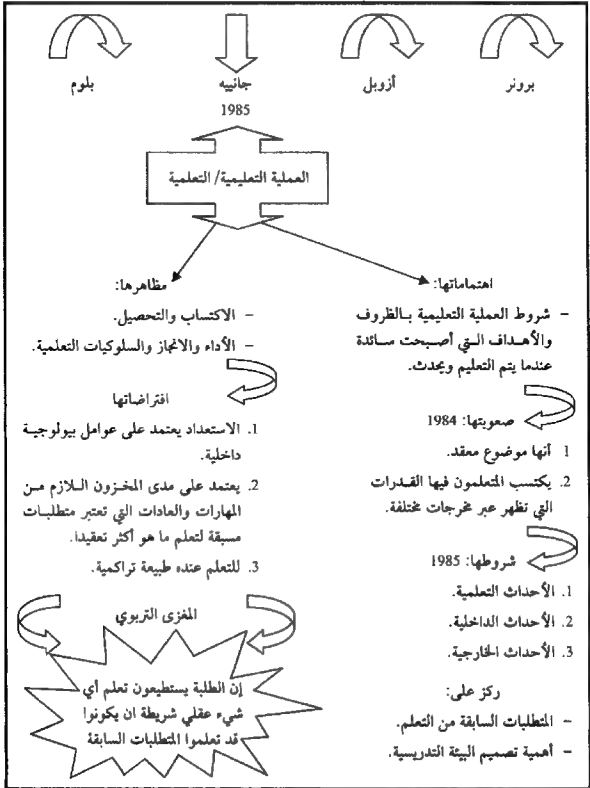 برونر
أزوبل
جانييه
1985
بلوم
العملية التعليمية/ التعلمية
اهتماماتها:
– شروط العملية التعليمية بالظروف
والأهداف التي أصبحت سائدة
عندما يتم التعليم ويحدث.
صعوبتها: 1984
1 أنها موضوع معقد.
2. يكتسب المتعلمون فيها القدرات
التي تظهر عبر مخرجات مختلفة.
شروطها: 1985
1. الأحداث التعلمية.
2. الأحداث الداخلية.
3. الأحداث الخارجية.
ركز على:
– المتطلبات السابقة من التعلم.
– أهمية تصميم البيئة التدريسية.
مظاهرها:
– الاكتساب والتحصيل.
– الأداء والانجاز والسلوكيات التعلمية.
افتراضاتها
1. الاستعداد يعتمد على عوامل بيولوجية
داخلية.
2. يعتمد على مدى المخزون اللازم من
المهارات والعادات التي تعتبر متطلبات
مسبقة لتعلم ما هو أكثر تعقيدا.
3. للتعلم عنده طبيعة تراكمية.
المغزى التربوي
إن الطلبة يستطيعون تعلم أي
شيء عقلي شريطة ان يكونوا
قد تعلموا المتطلبات السابقة